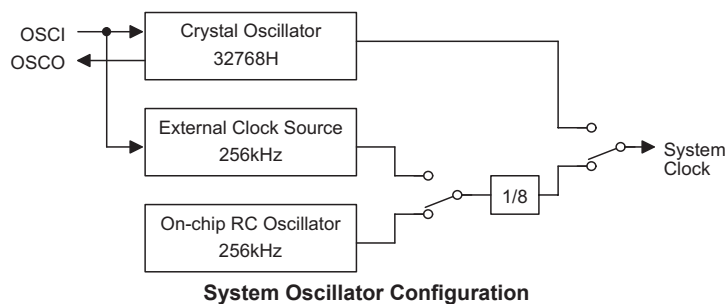 OSCI
OSCO
Crystal Oscillator
32768H
External Clock Source
256kHz
On-chip RC Oscillator
256kHz
1/8
System
Clock
System Oscillator Configuration